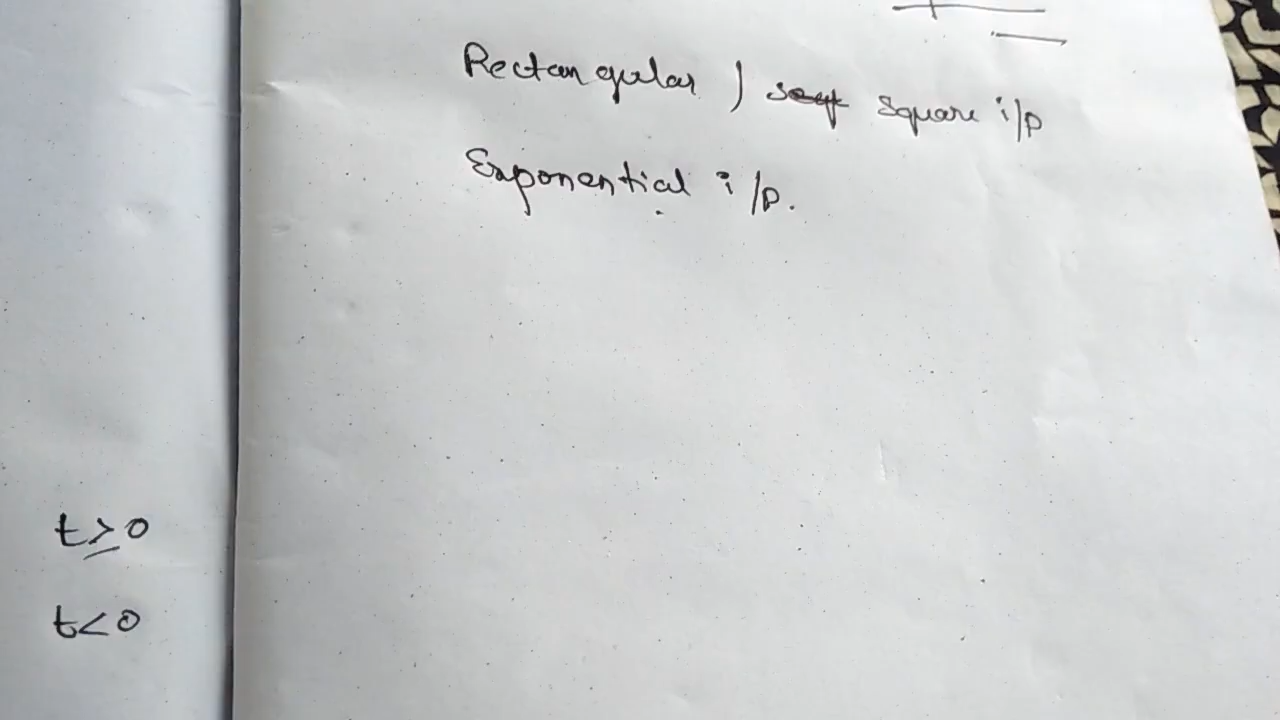 Rectangular / Square i/p
Exponential i/p.
t≥0
t<0